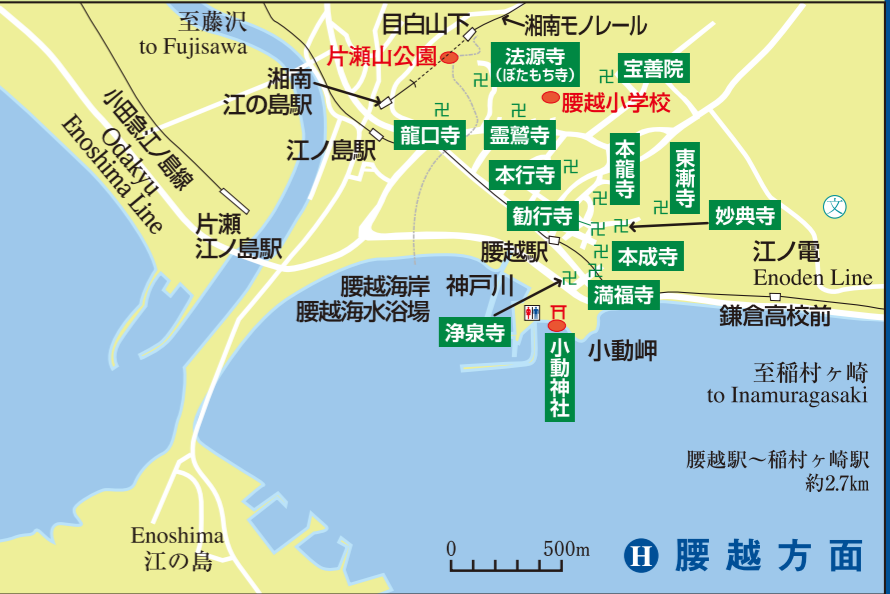 至藤沢
to Fujisawa
目白山下
湘南モノレール
片瀬山公園
法源寺
(ぼたもち寺)
宝善院
湘南
江の島駅
腰越小学校
小田急江ノ島線
Odakyu
Enoshima Line
江ノ島駅
龍口寺
霊鷲寺
本行寺
本龍寺
東漸寺
勧行寺
妙典寺
文
片瀬
江ノ島駅
腰越駅
本成寺
江ノ電
Enoden Line
腰越海岸
腰越海水浴場
神戸川
満福寺
鎌倉高校前
浄泉寺
小動神社
小動岬
至稲村ヶ崎
to Inamuragasaki
腰越駅～稲村ヶ崎駅
約2.7km
Enoshima
江の島
0 500m
H 腰越方面